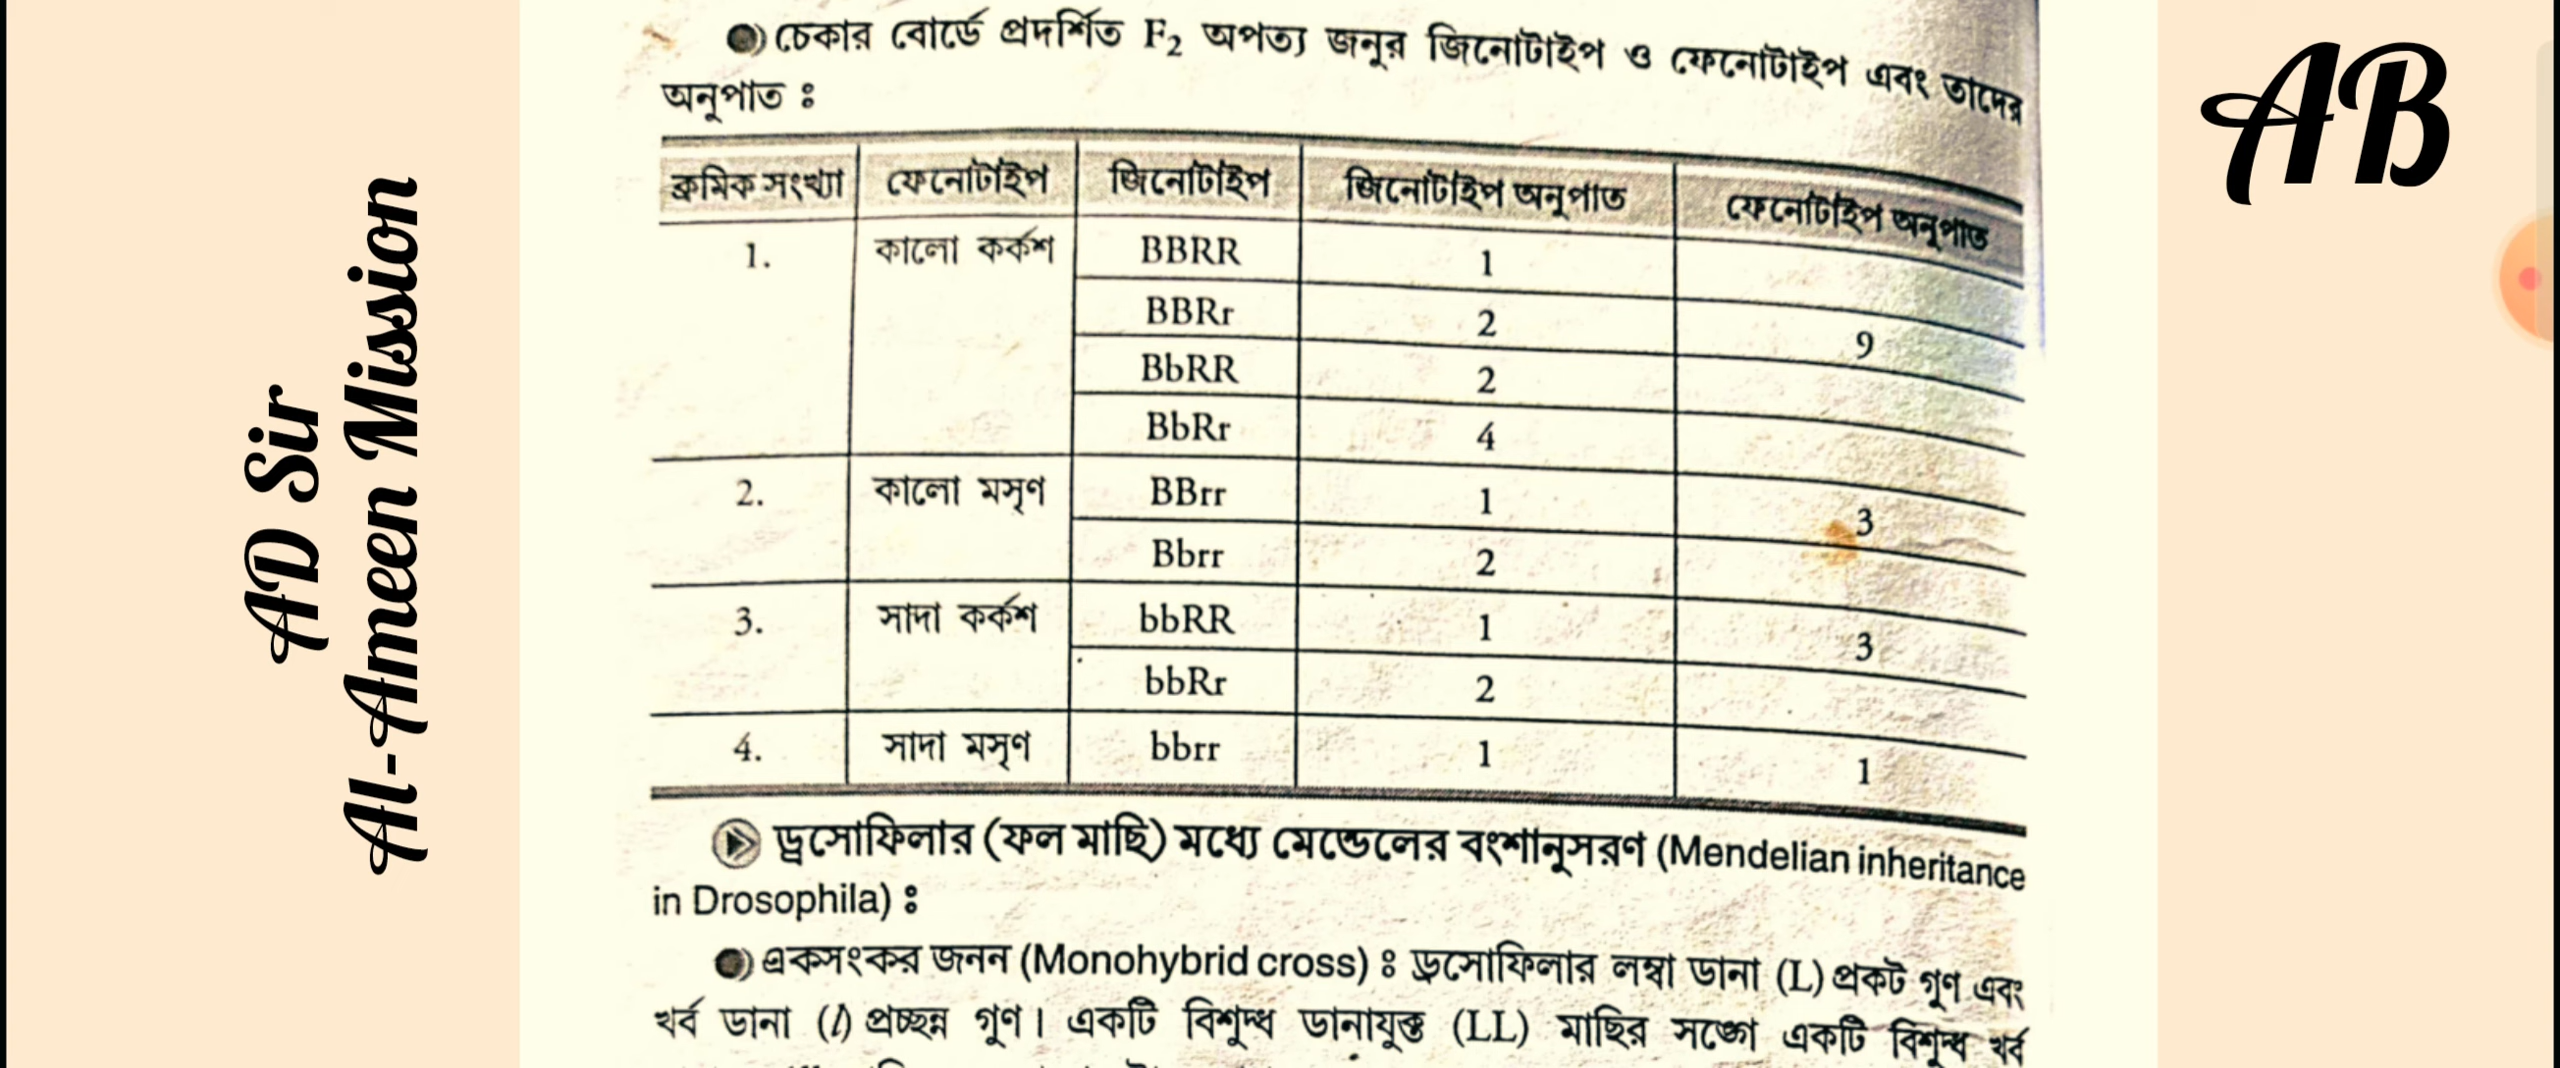 চেকার বোর্ডে প্রদর্শিত F₂ অপত্য জনুর জিনোটাইপ ও ফেনোটাইপ এবং তাদের
অনুপাত ঃ
ক্রমিক সংখ্যা ফেনোটাইপ জিনোটাইপ জিনোটাইপ অনুপাত ফেনোটাইপ অনুপাত
1. কালো কর্কশ BBRR 1
BBRr 2 9
BbRR 2
BbRr 4
2. কালো মসৃণ BBrr 1 3
Bbrr 2
3. সাদা কর্কশ bbRR 1 3
bbRr 2
4. সাদা মসৃণ bbrr 1 1
ড্রসোফিলার (ফল মাছি) মধ্যে মেন্ডেলের বংশানুসরণ (Mendelian inheritance
in Drosophila) ঃ
একসংকর জনন (Monohybrid cross) ঃ ড্রসোফিলার লম্বা ডানা (L) প্রকট গুণ এবং
খর্ব ডানা (l) প্রচ্ছন্ন গুণ। একটি বিশুদ্ধ ডানাযুক্ত (LL) মাছির সঙ্গে একটি বিশুদ্ধ খর্ব
AD Sir
Al-Ameen Mission
AB